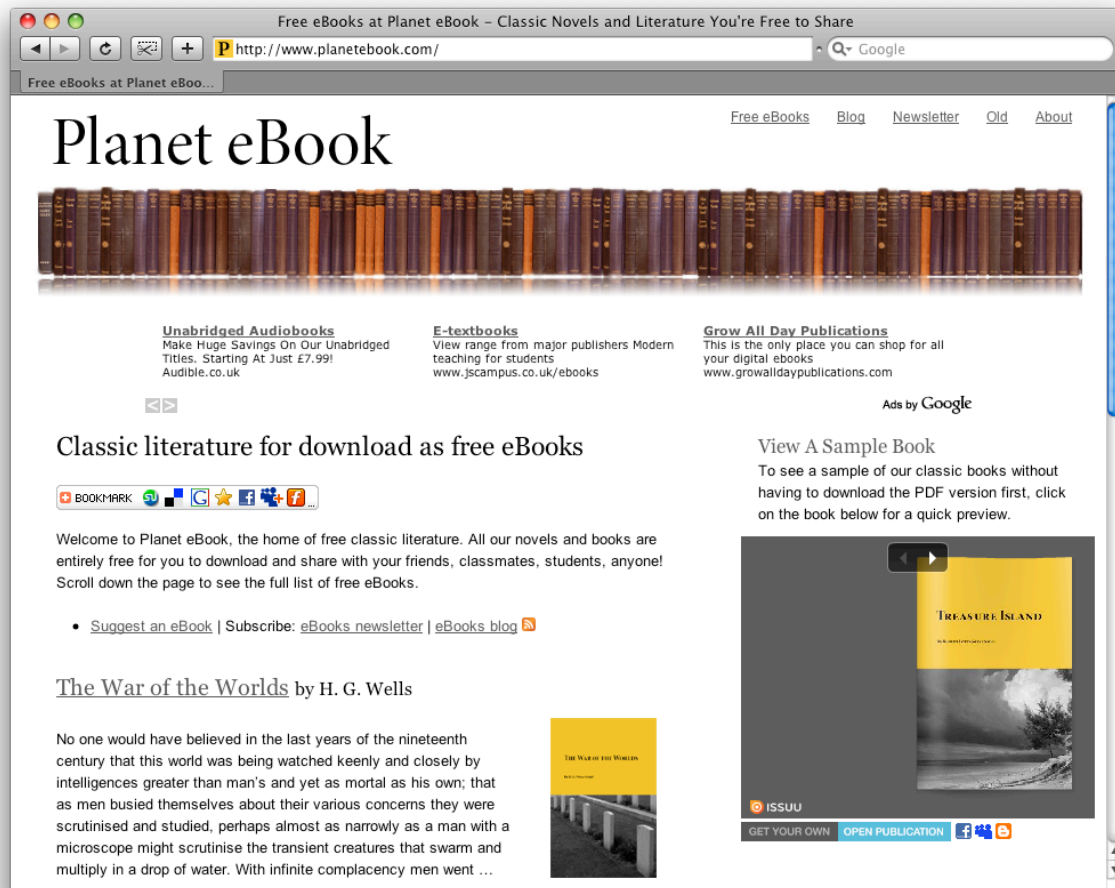 Free eBooks at Planet eBook – Classic Novels and Literature You're Free to Share
http://www.planetebook.com/
Google
Free eBooks at Planet eBoo...
Free eBooks Blog Newsletter Old About
Planet eBook
Unabridged Audiobooks
Make Huge Savings On Our Unabridged
Titles. Starting At Just £7.99!
Audible.co.uk
E-textbooks
View range from major publishers Modern
teaching for students
www.jscampus.co.uk/ebooks
Grow All Day Publications
This is the only place you can shop for all
your digital ebooks
www.growalldaypublications.com
Ads by Google
Classic literature for download as free eBooks
BOOKMARK
Welcome to Planet eBook, the home of free classic literature. All our novels and books are
entirely free for you to download and share with your friends, classmates, students, anyone!
Scroll down the page to see the full list of free eBooks.
• Suggest an eBook | Subscribe: eBooks newsletter | eBooks blog
The War of the Worlds by H. G. Wells
No one would have believed in the last years of the nineteenth
century that this world was being watched keenly and closely by
intelligences greater than man's and yet as mortal as his own; that
as men busied themselves about their various concerns they were
scrutinised and studied, perhaps almost as narrowly as a man with a
microscope might scrutinise the transient creatures that swarm and
multiply in a drop of water. With infinite complacency men went …
The War of the Worlds
View A Sample Book
To see a sample of our classic books without
having to download the PDF version first, click
on the book below for a quick preview.
Treasure Island
ISSUU
GET YOUR OWN OPEN PUBLICATION